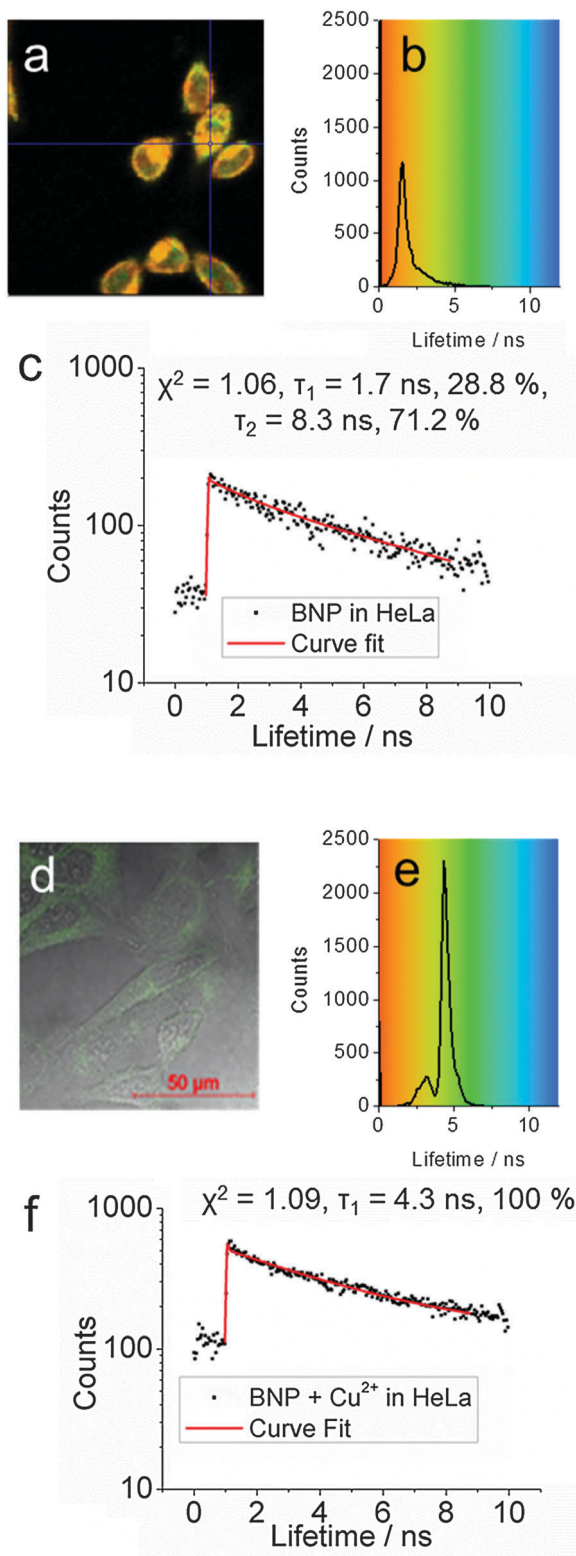 a
b
2500
2000
1500
1000
500
0
Counts
0 5 10
Lifetime / ns
c
χ² = 1.06, τ₁ = 1.7 ns, 28.8 %,
τ₂ = 8.3 ns, 71.2 %
1000
100
10
Counts
BNP in HeLa
Curve fit
0 2 4 6 8 10
Lifetime / ns
d
50 µm
e
2500
2000
1500
1000
500
0
Counts
0 5 10
Lifetime / ns
f
χ² = 1.09, τ₁ = 4.3 ns, 100 %
1000
100
10
Counts
BNP + Cu²⁺ in HeLa
Curve Fit
0 2 4 6 8 10
Lifetime / ns